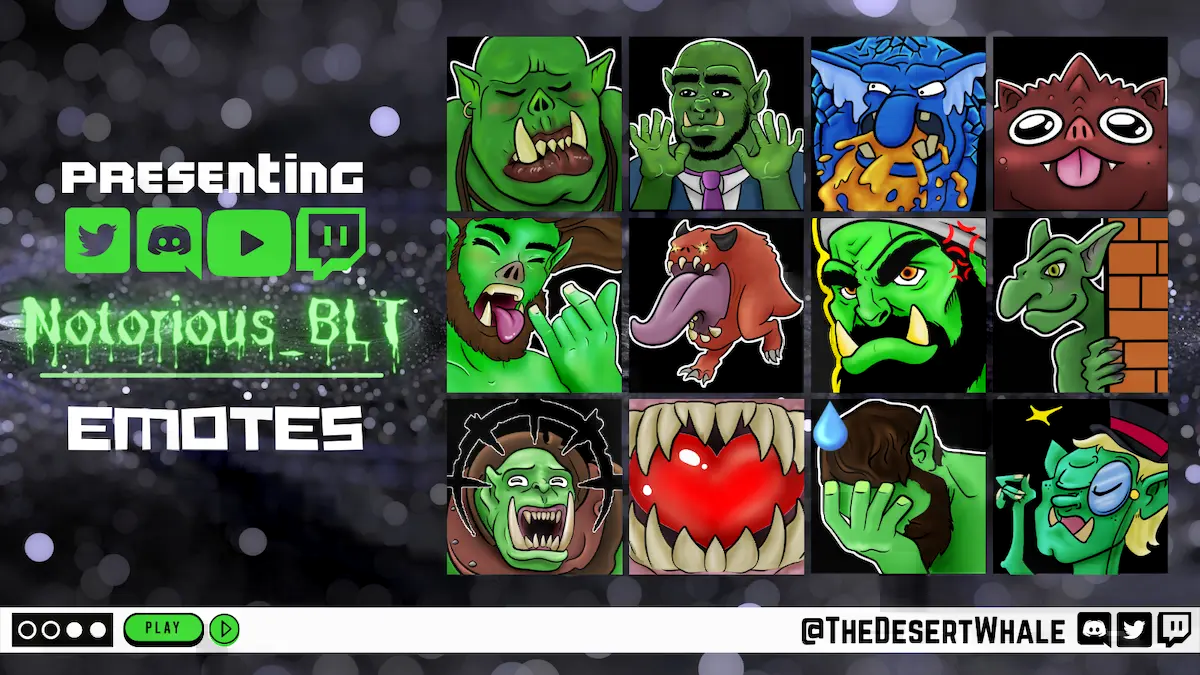 PRESENTING
Notorious_BLT
EMOTES
PLAY
@TheDesertWhale